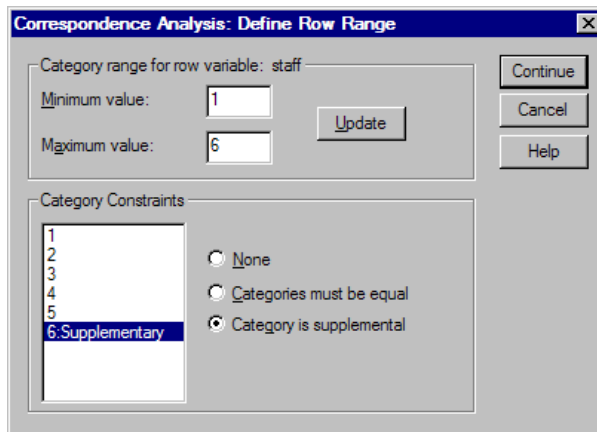 Correspondence Analysis: Define Row Range
Category range for row variable: staff
Minimum value:
1
Maximum value:
6
Update
Continue
Cancel
Help
Category Constraints
1
2
3
4
5
6:Supplementary
None
Categories must be equal
Category is supplemental